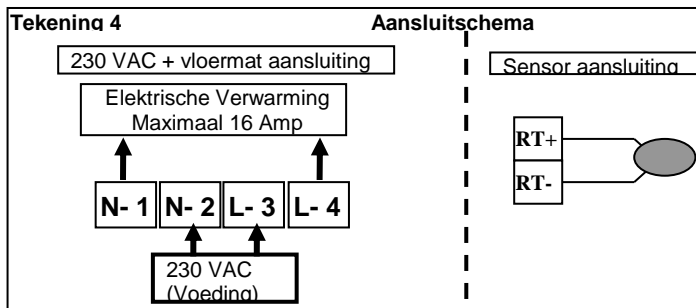 Tekening 4 Aansluitschema
230 VAC + vloermat aansluiting
Elektrische Verwarming
Maximaal 16 Amp
N- 1 N- 2 L- 3 L- 4
230 VAC
(Voeding)
Sensor aansluiting
RT+
RT-